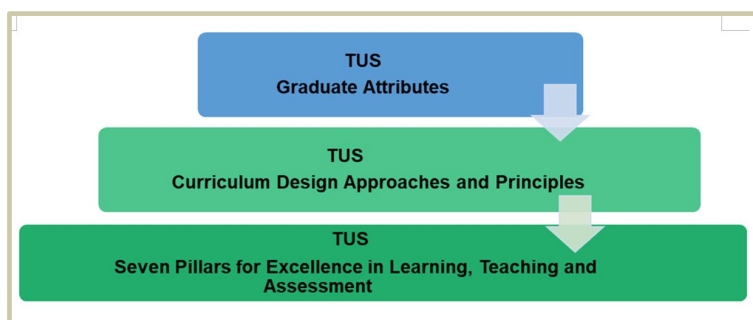 TUS
Graduate Attributes
TUS
Curriculum Design Approaches and Principles
TUS
Seven Pillars for Excellence in Learning, Teaching and
Assessment